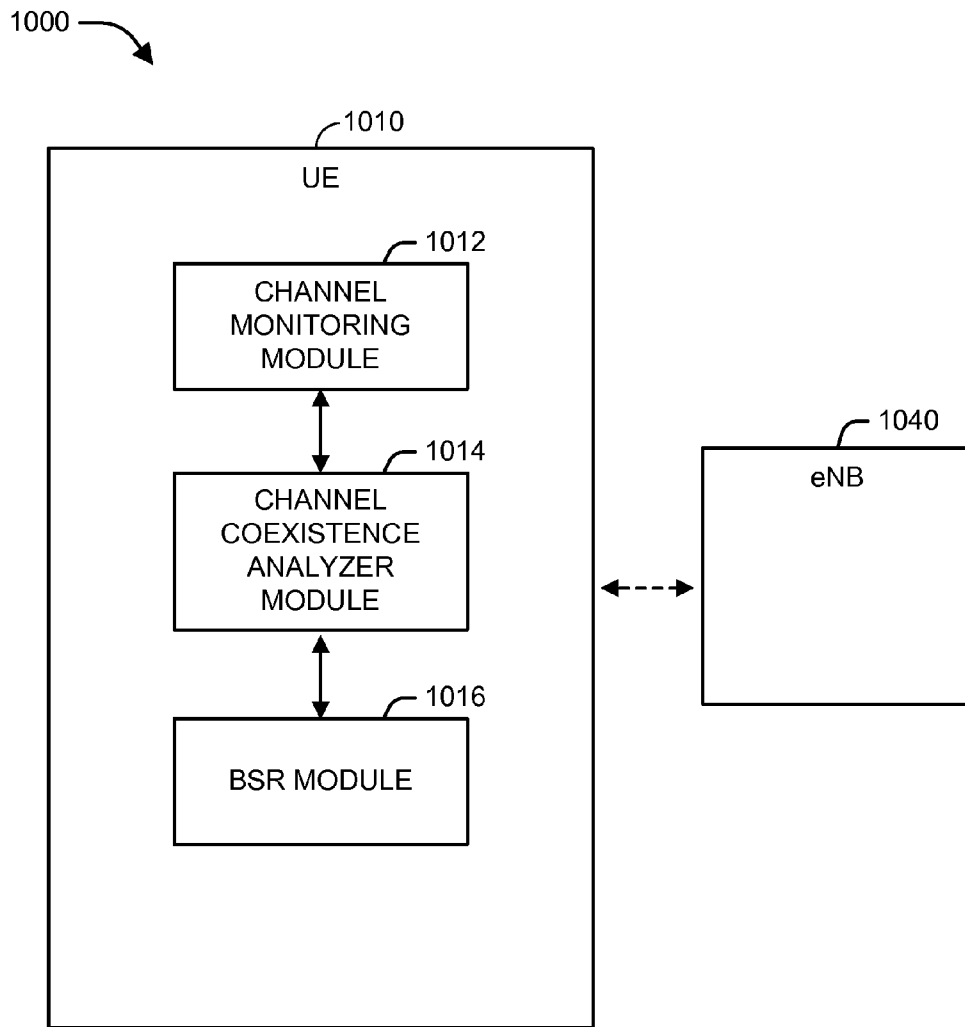 1000
1010
UE
1012
CHANNEL
MONITORING
MODULE
1014
CHANNEL
COEXISTENCE
ANALYZER
MODULE
1016
BSR MODULE
1040
eNB